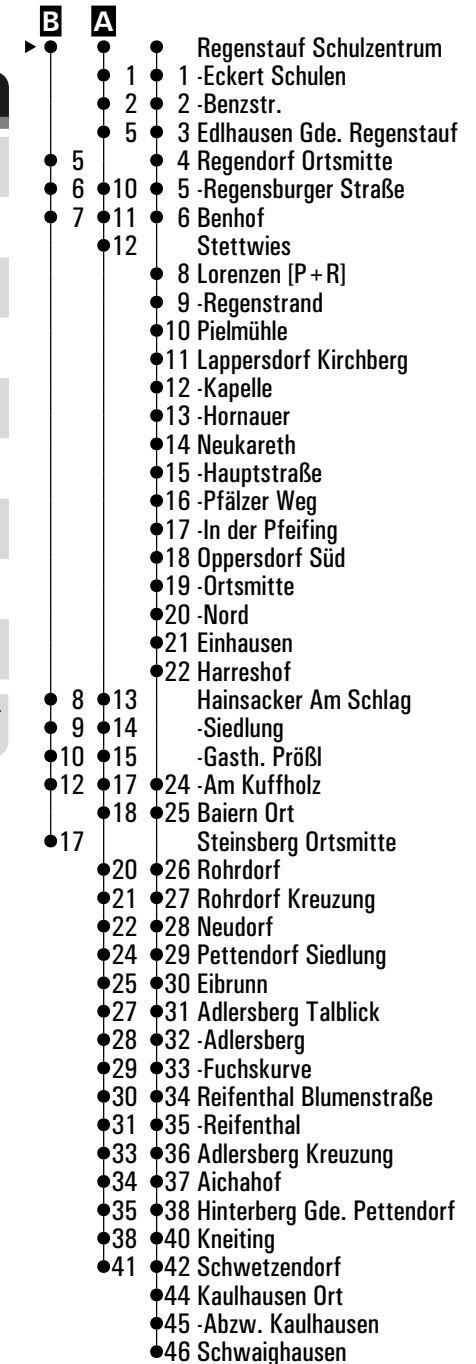 B A
Regenstauf Schulzentrum
1 1 -Eckert Schulen
2 2 -Benzstr.
5 3 Edlhausen Gde. Regenstauf
5 4 Regendorf Ortsmitte
6 10 5 -Regensburger Straße
7 11 6 Benhof
12 Stettwies
8 Lorenzen [P+R]
9 -Regenstrand
10 Pielmühle
11 Lappersdorf Kirchberg
12 -Kapelle
13 -Hornauer
14 Neukareth
15 -Hauptstraße
16 -Pfälzer Weg
17 -In der Pfeifing
18 Oppersdorf Süd
19 -Ortsmitte
20 -Nord
21 Einhausen
22 Harreshof
8 13 Hainsacker Am Schlag
9 14 -Siedlung
10 15 -Gasth. Prößl
12 17 24 -Am Kuffholz
18 25 Baiern Ort
17 Steinsberg Ortsmitte
20 26 Rohrdorf
21 27 Rohrdorf Kreuzung
22 28 Neudorf
24 29 Pettendorf Siedlung
25 30 Eibrunn
27 31 Adlersberg Talblick
28 32 -Adlersberg
29 33 -Fuchskurve
30 34 Reifenthal Blumenstraße
31 35 -Reifenthal
33 36 Adlersberg Kreuzung
34 37 Aichahof
35 38 Hinterberg Gde. Pettendorf
38 40 Kneiting
41 42 Schwetzendorf
44 Kaulhausen Ort
45 -Abzw. Kaulhausen
46 Schwaighausen